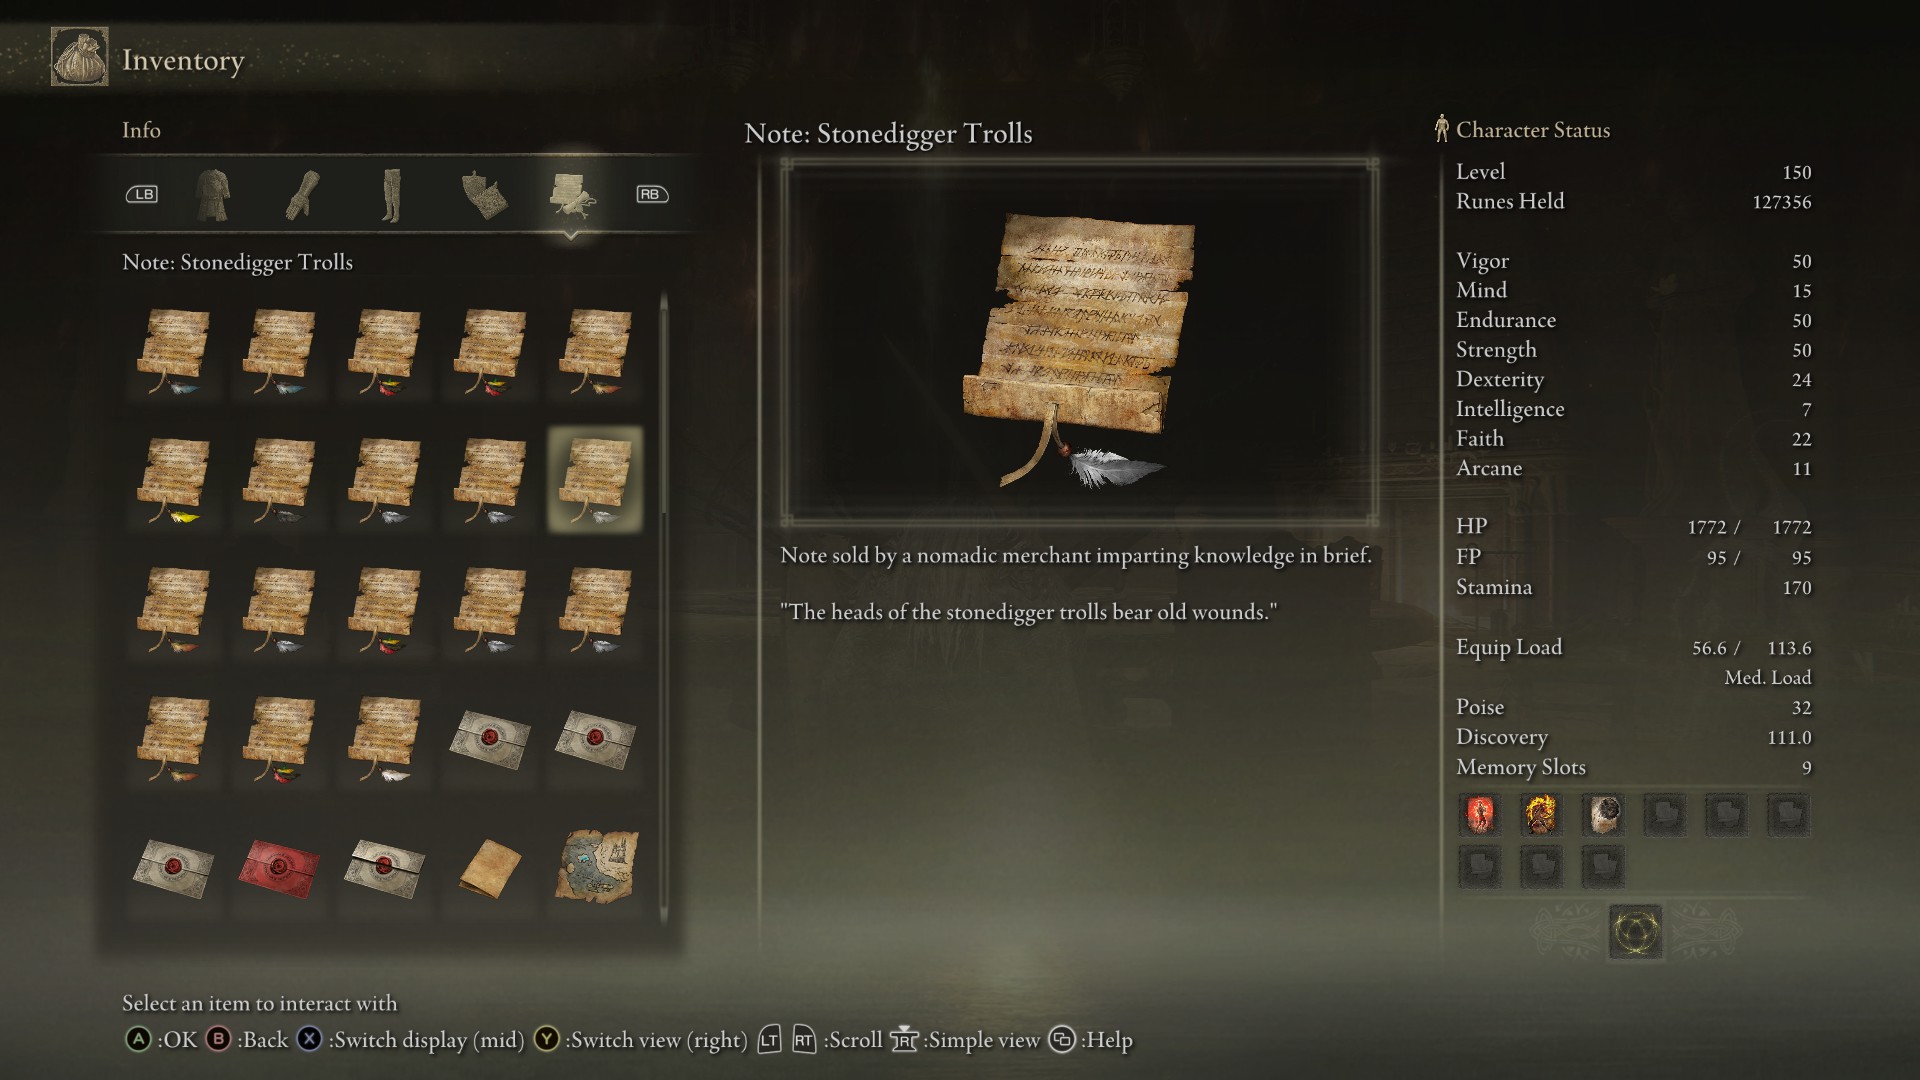 Inventory
Info
LB
RB
Note: Stonedigger Trolls
Note: Stonedigger Trolls
Note sold by a nomadic merchant imparting knowledge in brief.
"The heads of the stonedigger trolls bear old wounds."
Character Status
Level 150
Runes Held 127356
Vigor 50
Mind 15
Endurance 50
Strength 50
Dexterity 24
Intelligence 7
Faith 22
Arcane 11
HP 1772 / 1772
FP 95 / 95
Stamina 170
Equip Load 56.6 / 113.6
Med. Load
Poise 32
Discovery 111.0
Memory Slots 9
Select an item to interact with
A :OK B :Back X :Switch display (mid) Y :Switch view (right) LT RT :Scroll R :Simple view :Help